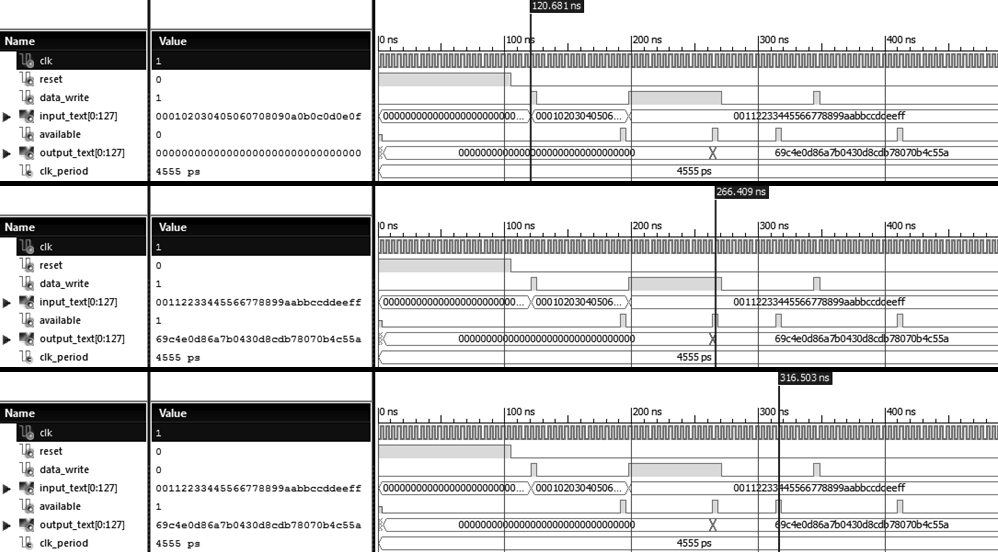 120.681 ns
Name Value 0 ns 100 ns 200 ns 300 ns 400 ns
clk 1
reset 0
data_write 1
input_text[0:127] 000102030405060708090a0b0c0d0e0f 000000000000000000000000... 00010203040506... 00112233445566778899aabbccddeeff
available 0
output_text[0:127] 00000000000000000000000000000000 00000000000000000000000000000000 69c4e0d86a7b0430d8cdb78070b4c55a
clk_period 4555 ps 4555 ps
266.409 ns
Name Value 0 ns 100 ns 200 ns 300 ns 400 ns
clk 1
reset 0
data_write 1
input_text[0:127] 00112233445566778899aabbccddeeff 000000000000000000000000... 00010203040506... 00112233445566778899aabbccddeeff
available 1
output_text[0:127] 69c4e0d86a7b0430d8cdb78070b4c55a 00000000000000000000000000000000 69c4e0d86a7b0430d8cdb78070b4c55a
clk_period 4555 ps 4555 ps
316.503 ns
Name Value 0 ns 100 ns 200 ns 300 ns 400 ns
clk 1
reset 0
data_write 0
input_text[0:127] 00112233445566778899aabbccddeeff 000000000000000000000000... 00010203040506... 00112233445566778899aabbccddeeff
available 1
output_text[0:127] 69c4e0d86a7b0430d8cdb78070b4c55a 00000000000000000000000000000000 69c4e0d86a7b0430d8cdb78070b4c55a
clk_period 4555 ps 4555 ps